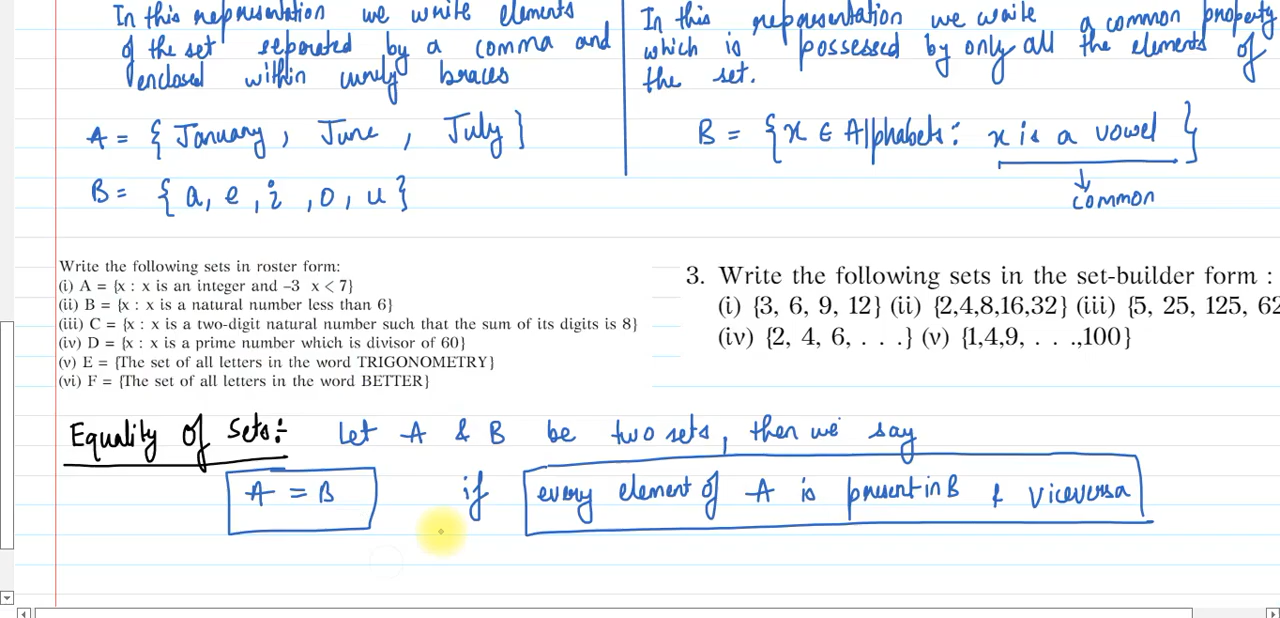 In this representation we write elements
of the set separated by a comma and
enclosed within curely braces
A = { January, June, July }
B = { a, e, i, o, u }
In this representation we write a common property
which is possessed by only all the elements of
the set.
B = { x ∈ Alphabets: x is a vowel }
common
Write the following sets in roster form:
(i) A = {x : x is an integer and –3 x < 7}
(ii) B = {x : x is a natural number less than 6}
(iii) C = {x : x is a two-digit natural number such that the sum of its digits is 8}
(iv) D = {x : x is a prime number which is divisor of 60}
(v) E = {The set of all letters in the word TRIGONOMETRY}
(vi) F = {The set of all letters in the word BETTER}
3. Write the following sets in the set-builder form :
(i) {3, 6, 9, 12} (ii) {2,4,8,16,32} (iii) {5, 25, 125, 62
(iv) {2, 4, 6, . . .} (v) {1,4,9, . . .,100}
Equality of Sets:- Let A & B be two sets, then we say
A = B if every element of A is present in B & Viceversa